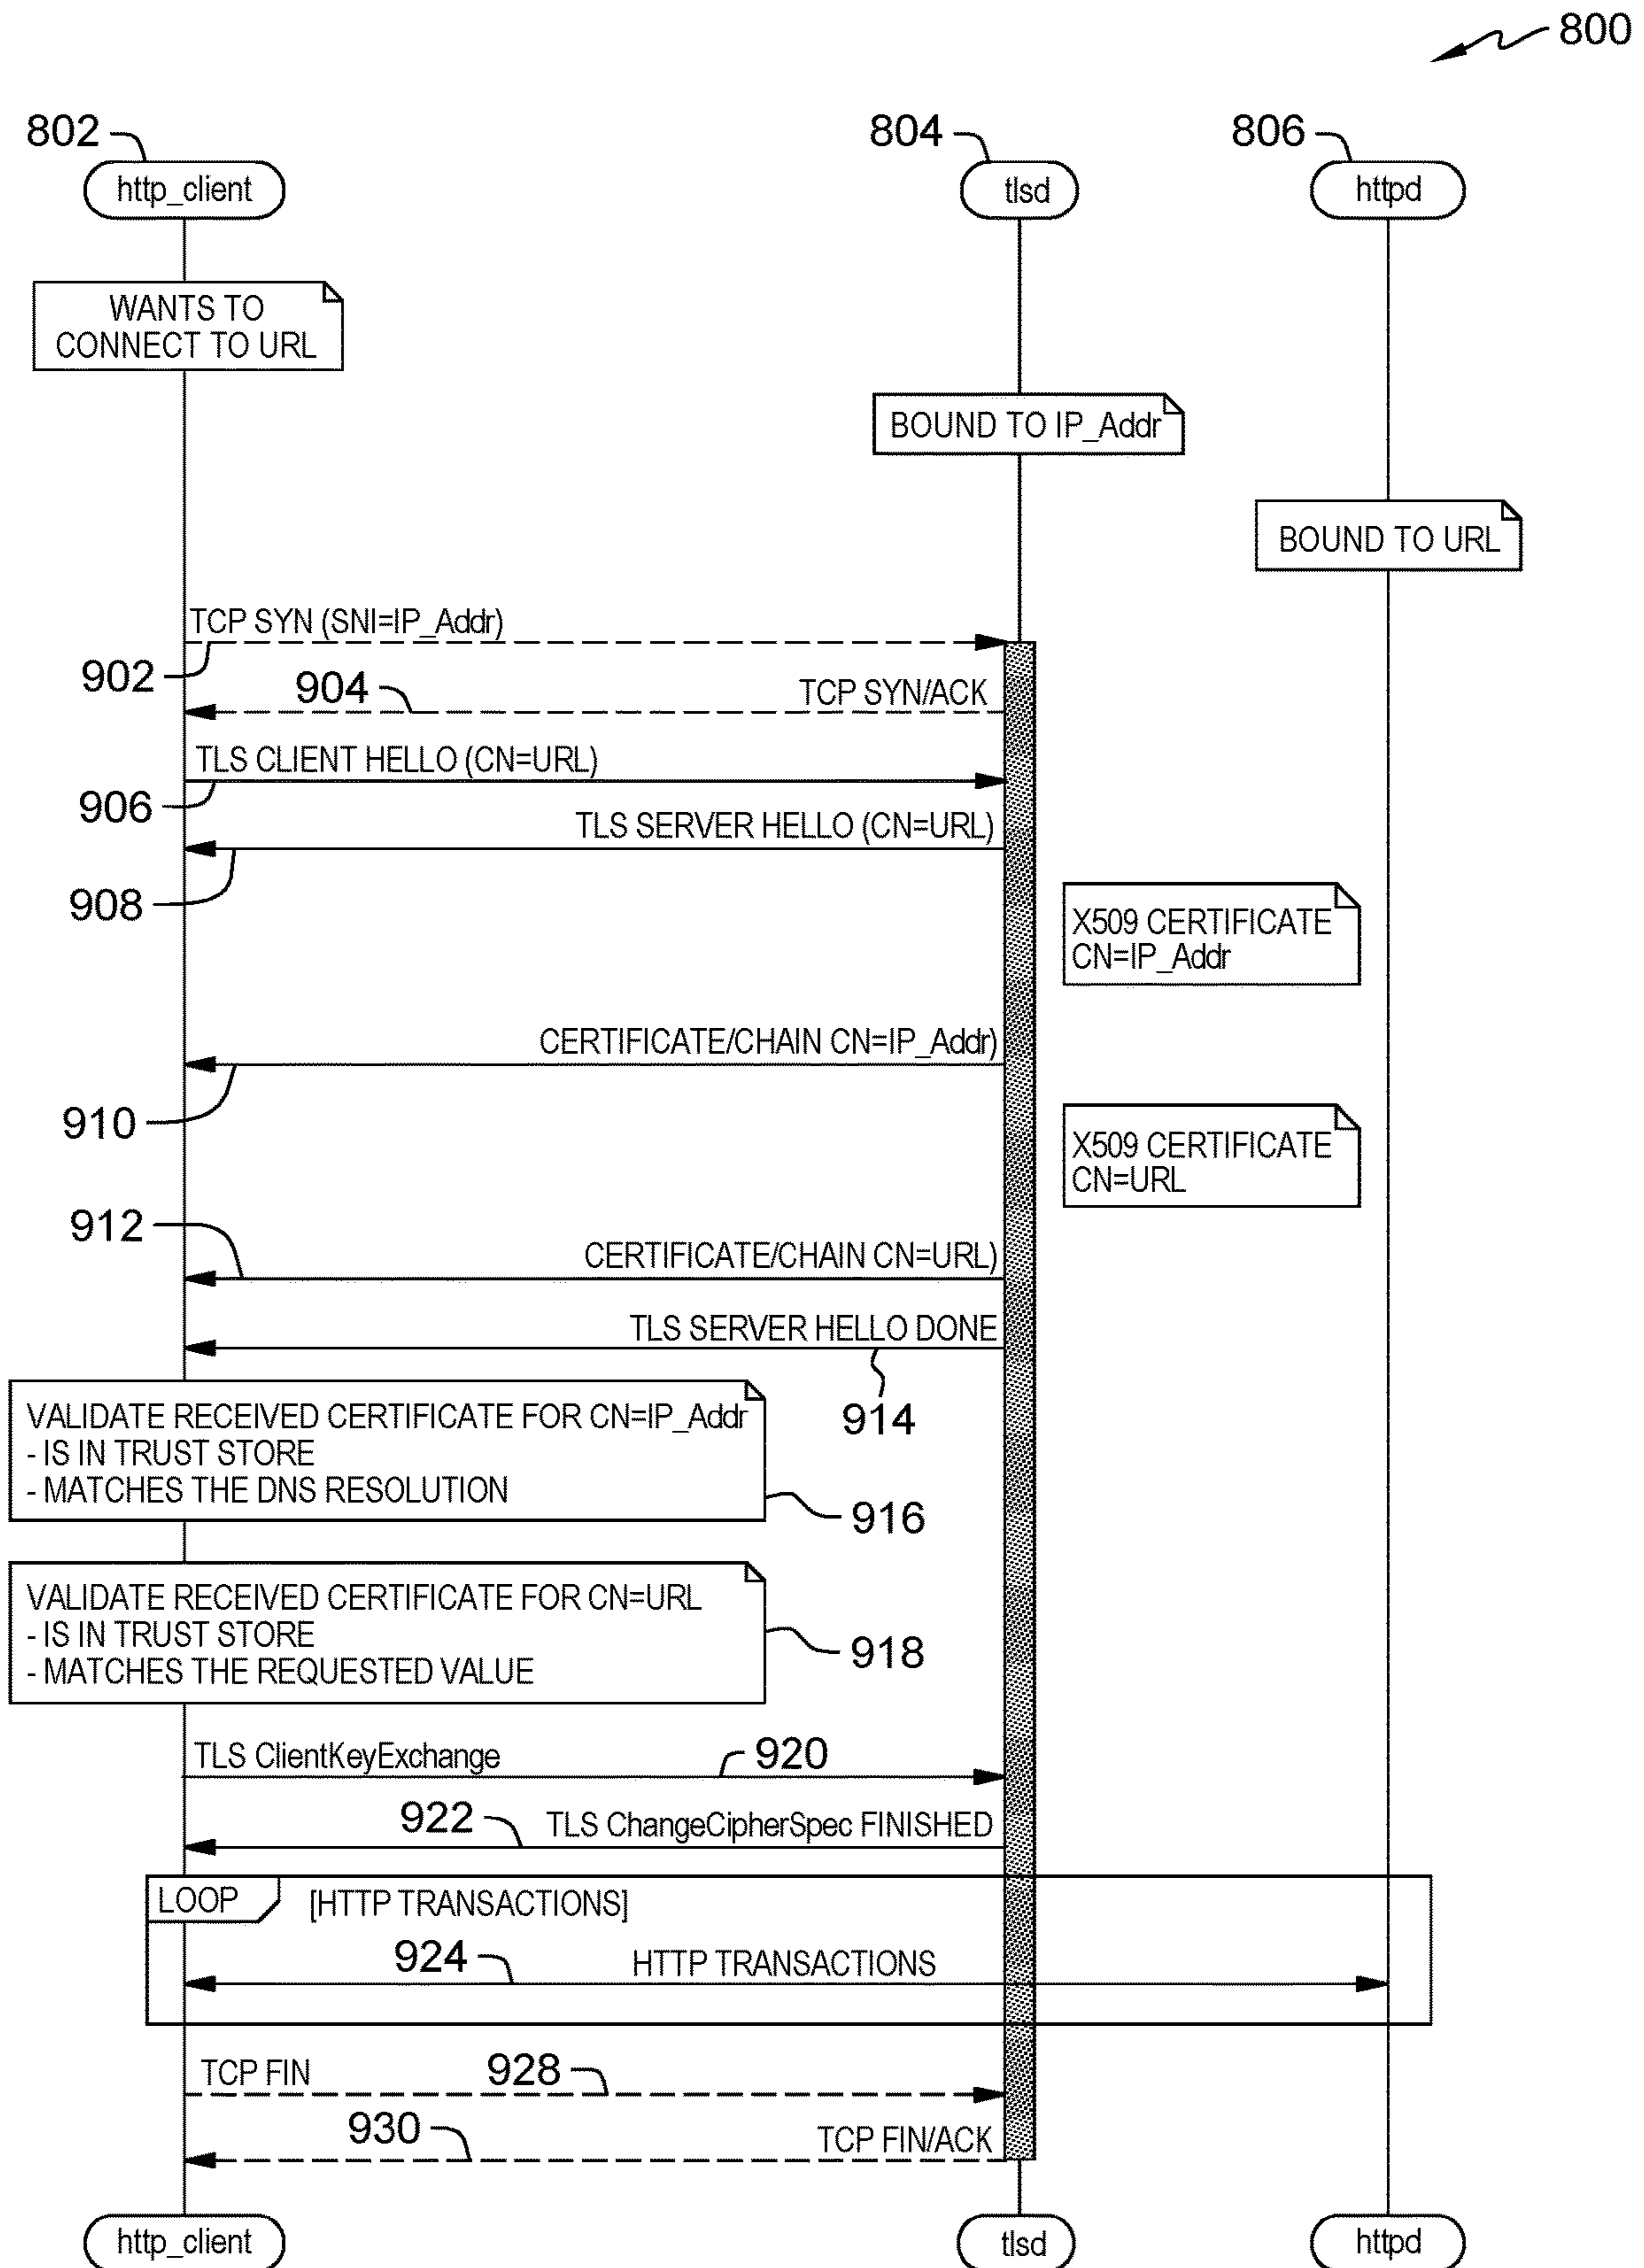 800
802
804
806
http_client
tlsd
httpd
WANTS TO
CONNECT TO URL
BOUND TO IP_Addr
BOUND TO URL
TCP SYN (SNI=IP_Addr)
902
904
TCP SYN/ACK
TLS CLIENT HELLO (CN=URL)
906
TLS SERVER HELLO (CN=URL)
908
X509 CERTIFICATE
CN=IP_Addr
CERTIFICATE/CHAIN CN=IP_Addr)
910
X509 CERTIFICATE
CN=URL
912
CERTIFICATE/CHAIN CN=URL)
TLS SERVER HELLO DONE
914
VALIDATE RECEIVED CERTIFICATE FOR CN=IP_Addr
- IS IN TRUST STORE
- MATCHES THE DNS RESOLUTION
916
VALIDATE RECEIVED CERTIFICATE FOR CN=URL
- IS IN TRUST STORE
- MATCHES THE REQUESTED VALUE
918
TLS ClientKeyExchange
920
922
TLS ChangeCipherSpec FINISHED
LOOP
[HTTP TRANSACTIONS]
924
HTTP TRANSACTIONS
TCP FIN
928
930
TCP FIN/ACK
http_client
tlsd
httpd